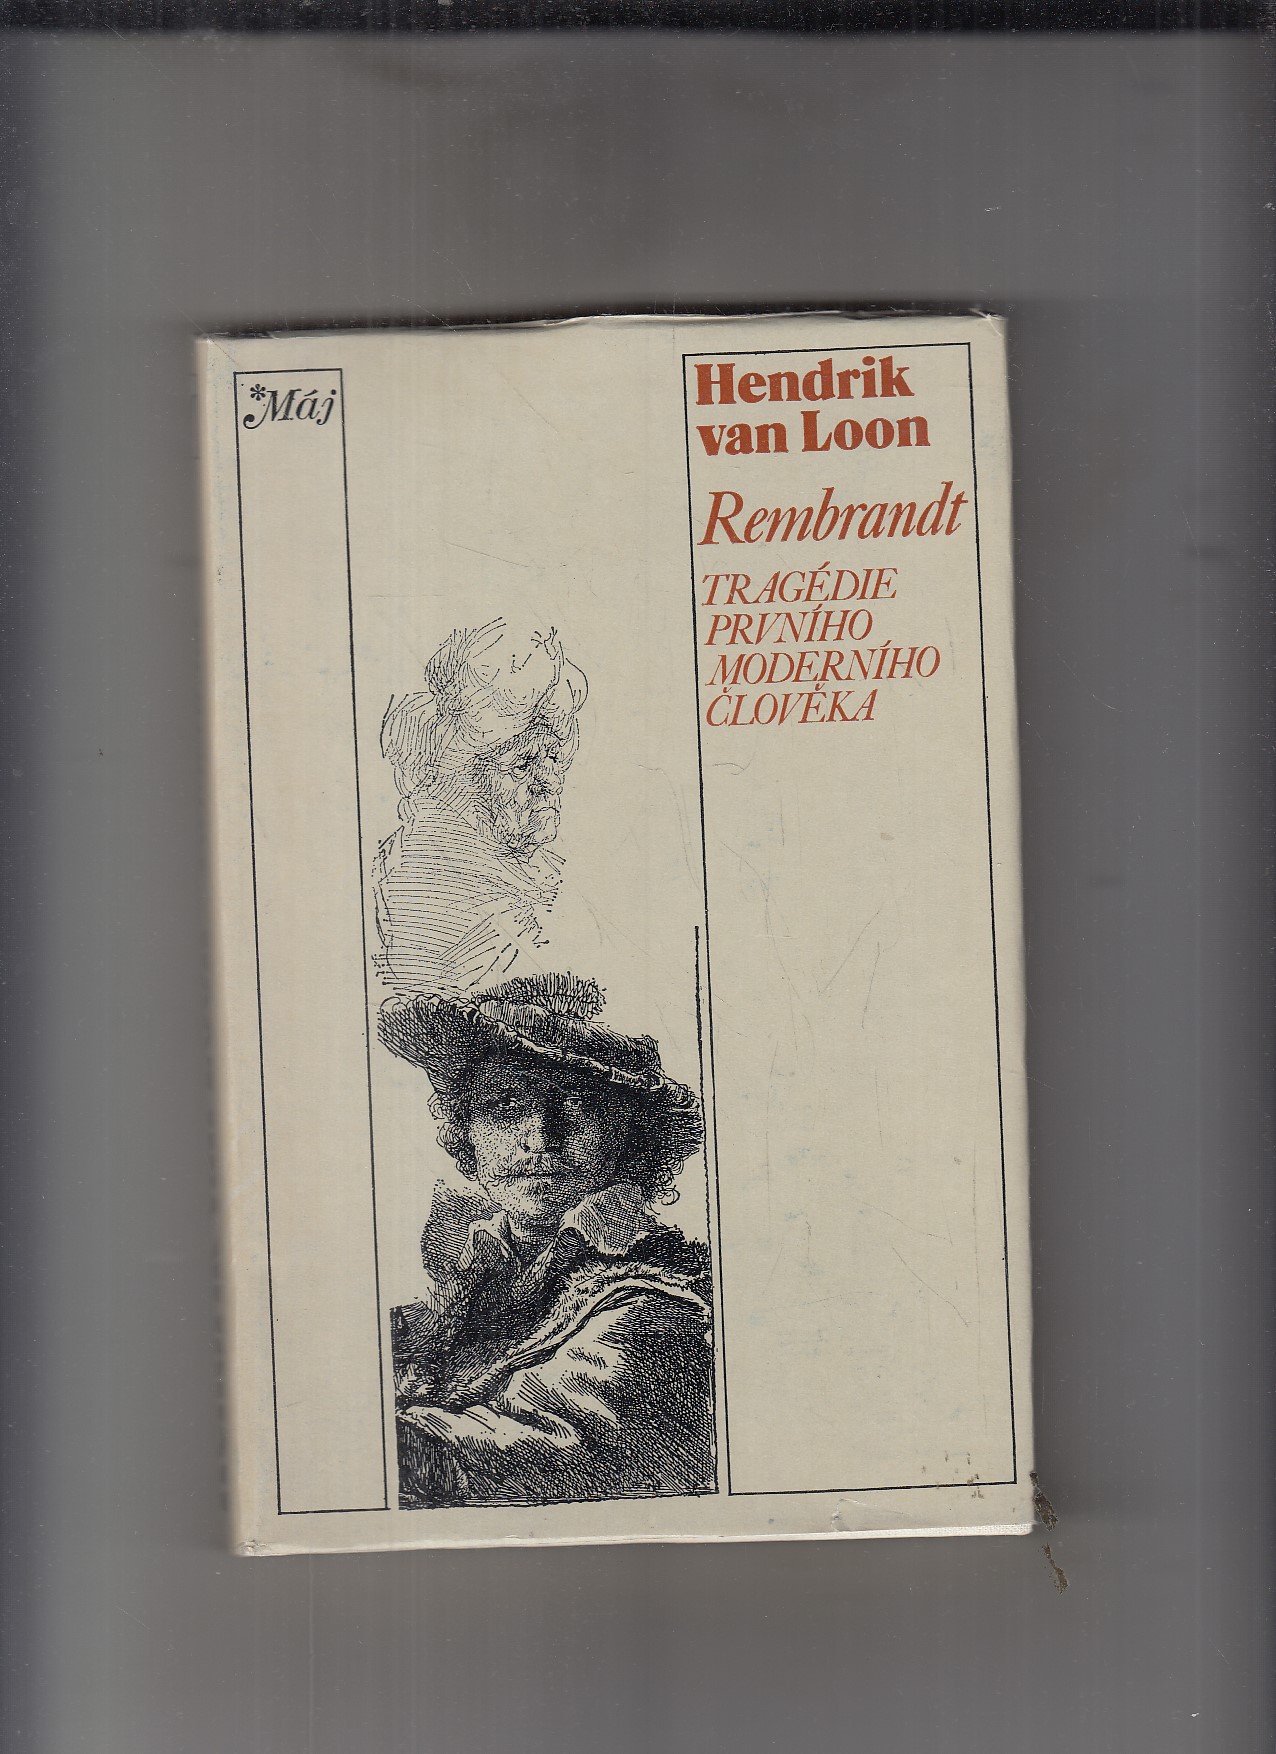 *Máj
Hendrik
van Loon
Rembrandt
TRAGÉDIE
PRVNÍHO
MODERNÍHO
ČLOVĚKA